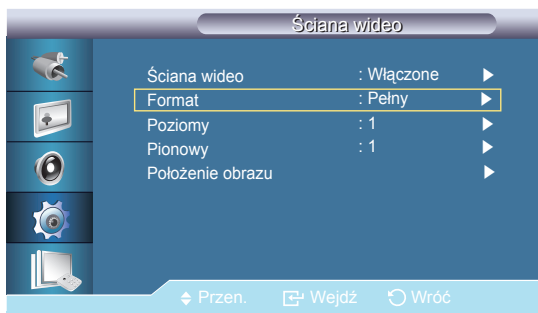 Ściana wideo
Ściana wideo : Włączone
Format : Pełny
Poziomy : 1
Pionowy : 1
Położenie obrazu
Przen. Wejdź Wróć